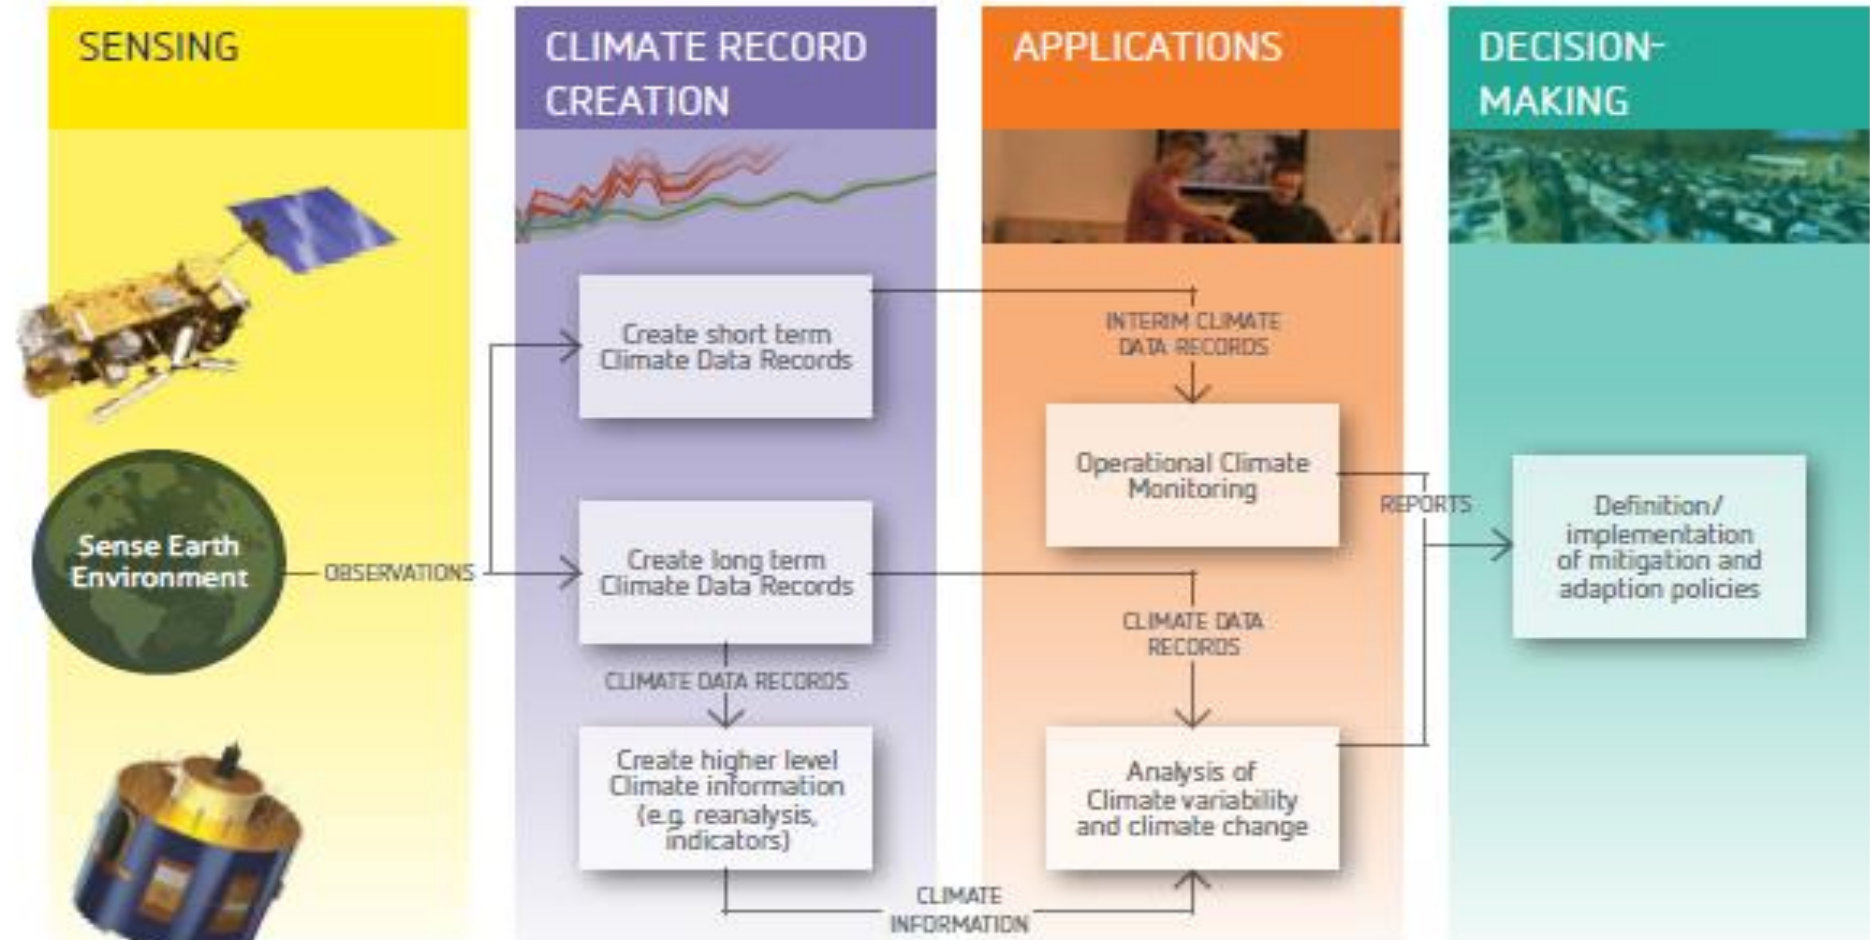 SENSING
CLIMATE RECORD
CREATION
APPLICATIONS
DECISION-
MAKING
Sense Earth
Environment
OBSERVATIONS
Create short term
Climate Data Records
Create long term
Climate Data Records
CLIMATE DATA RECORDS
Create higher level
Climate information
(e.g. reanalysis,
indicators)
CLIMATE
INFORMATION
INTERIM CLIMATE
DATA RECORDS
Operational Climate
Monitoring
CLIMATE DATA
RECORDS
Analysis of
Climate variability
and climate change
REPORTS
Definition/
implementation
of mitigation and
adaption policies